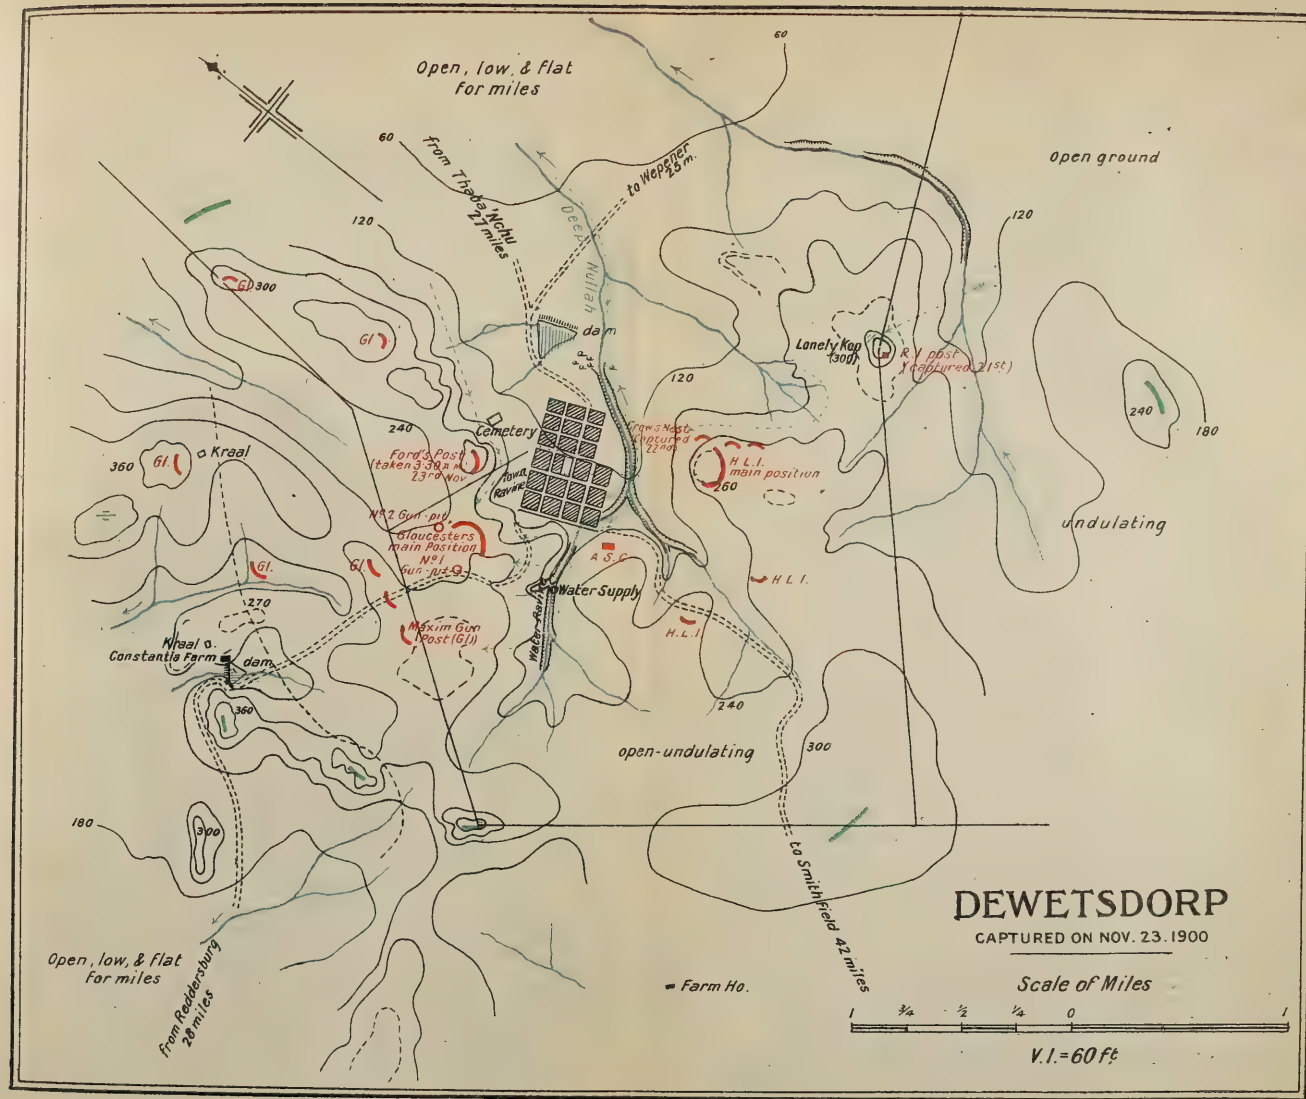 60
Open, low, & flat
for miles
60
from Thaba 'Nchu
27 miles
to Wepener
25 m.
Open ground
Deep Nullah
120
120
Gl.
300
Gl.
dam
Lonely Kop
(300)
R.I. post
(captured 21st)
120
240
180
240
Cemetery
Crows Nest
Captured
22nd
H.L.I.
main position
260
360
Gl.
Kraal
Ford's Post
(taken 3·30 A.M.
23rd Nov
Town
Ravine
Nº 2 Gun-pit
Gloucesters
main Position
Nº 1
Gun-pit
undulating
Gl.
Gl.
A.S.C.
H.L.I.
Water Supply
Water Ravine
270
Maxim Gun
Post (Gl))
H.L.I.
Kraal
Constantia Farm
dam
360
240
open-undulating
300
180
300
to Smithfield 42 miles
DEWETSDORP
CAPTURED ON NOV. 23. 1900
Open, low, & flat
for miles
from Reddersburg
28 miles
Farm Ho.
Scale of Miles
1 3/4 1/2 1/4 0 1
V.I.=60 ft